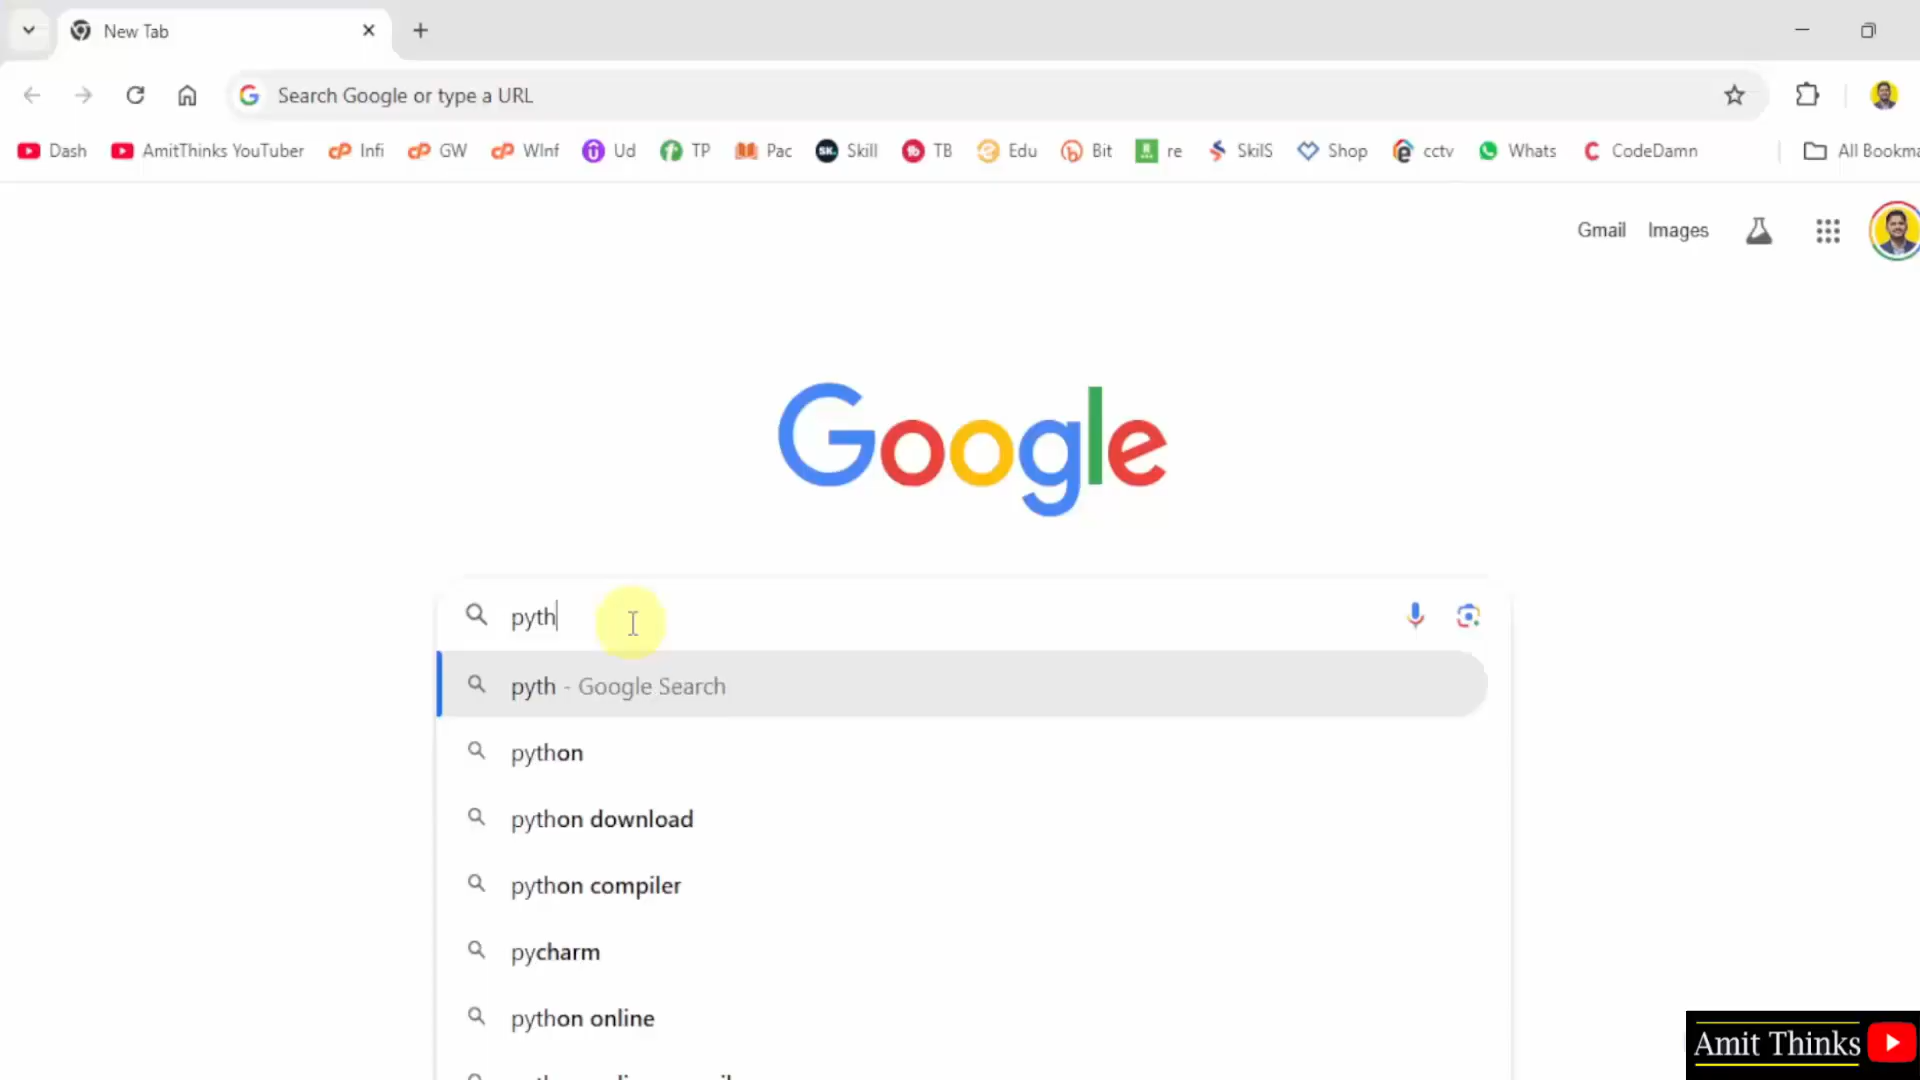 New Tab
Search Google or type a URL
Dash AmitThinks YouTuber Infi GW WInf Ud TP Pac SK. Skill TB Edu Bit re SkilS Shop cctv Whats CodeDamn All Bookma
Gmail Images
Google
pyth
pyth - Google Search
python
python download
python compiler
pycharm
python online
Amit Thinks